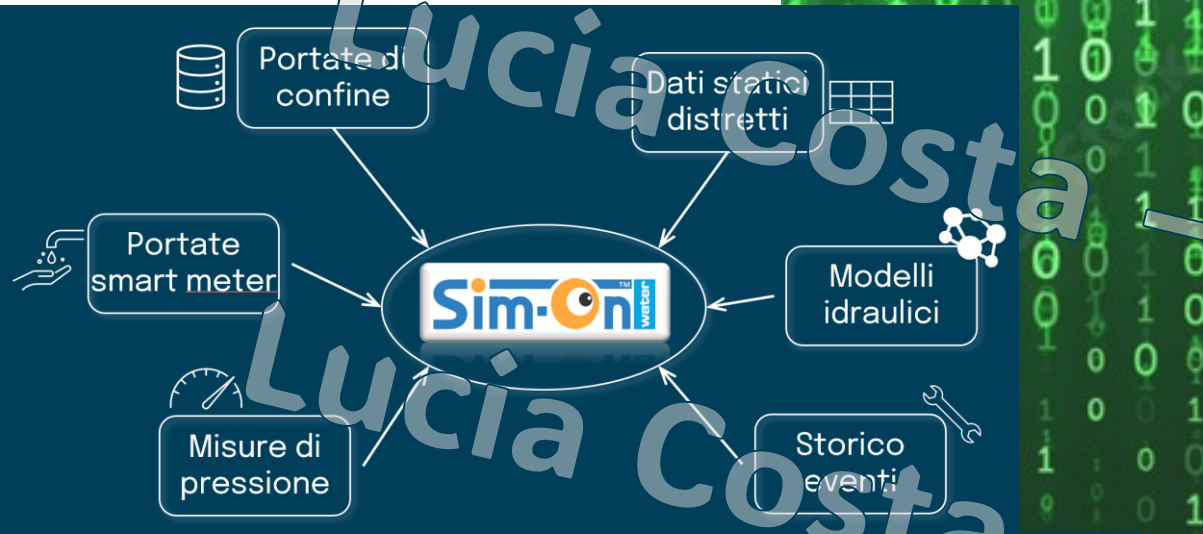 Portate di
confine
Dati statici
distretti
Portate
smart meter
Sim-On
TM
water
Modelli
idraulici
Misure di
pressione
Storico
eventi
Lucia Costa –
Lucia Costa